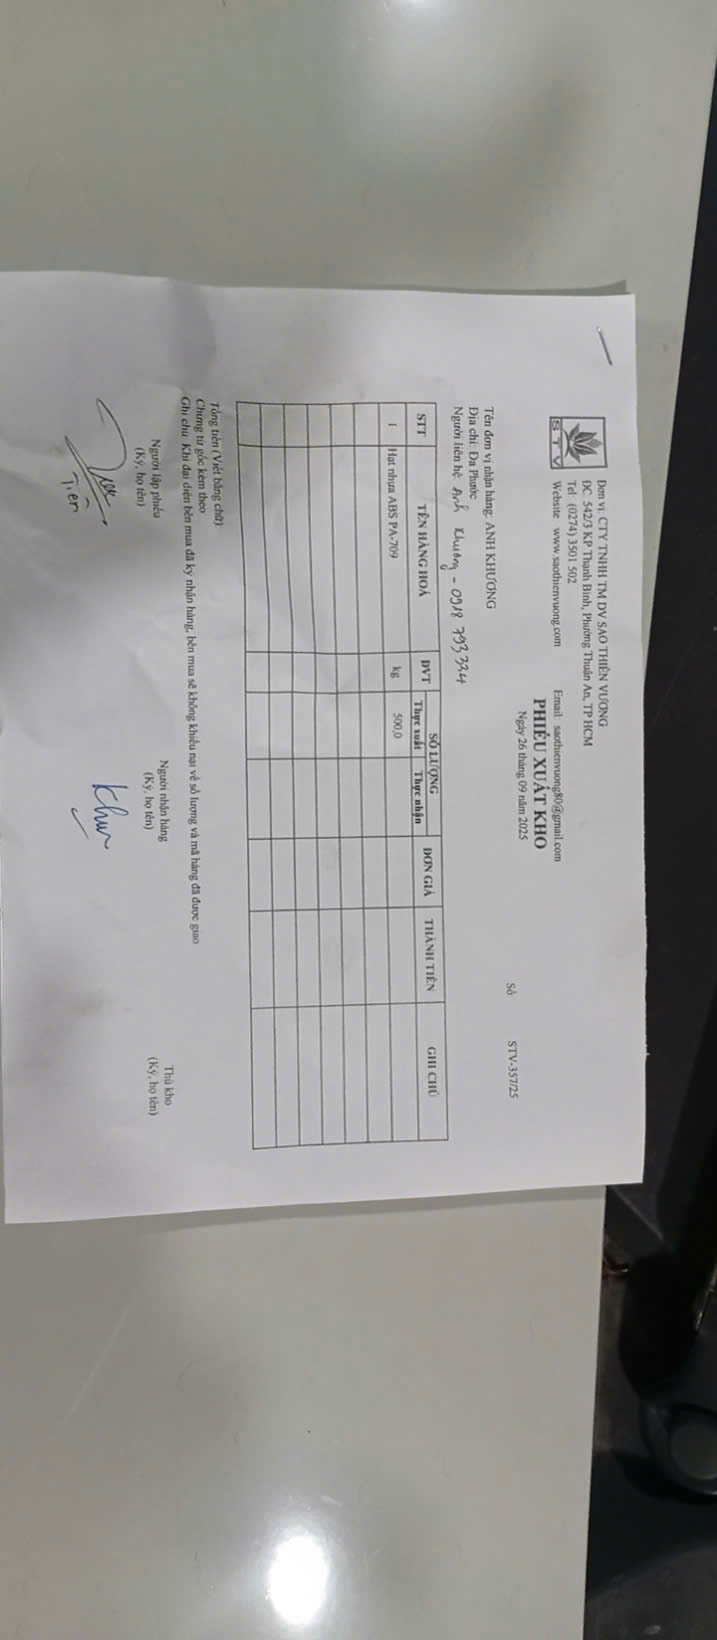 Đơn vị: CTY TNHH TM DV SAO THIÊN VƯƠNG
ĐC: 542/3 KP Thạnh Bình, Phường Thuận An, TP HCM
Tel: (0274) 3501 502
STV
Website www.saothienvuong.com Email: saothienvuong80@gmail.com
PHIẾU XUẤT KHO
Ngày 26 tháng 09 năm 2025
Số STV-357/25
Tên đơn vị nhận hàng: ANH KHƯƠNG
Địa chỉ: Đa Phước
Người liên hệ: Anh Khương - 0918 793 334
STT TÊN HÀNG HOÁ ĐVT SỐ LƯỢNG ĐƠN GIÁ THÀNH TIỀN GHI CHÚ
Thực xuất Thực nhận
1 Hạt nhựa ABS PA-709 kg 500,0
Tổng tiền (Viết bằng chữ)
Chứng từ gốc kèm theo
Ghi chú: Khi đại diện bên mua đã ký nhận hàng, bên mua sẽ không khiếu nại về số lượng và mã hàng đã được giao
Người lập phiếu Người nhận hàng Thủ kho
(Ký, họ tên) (Ký, họ tên) (Ký, họ tên)
Tiên